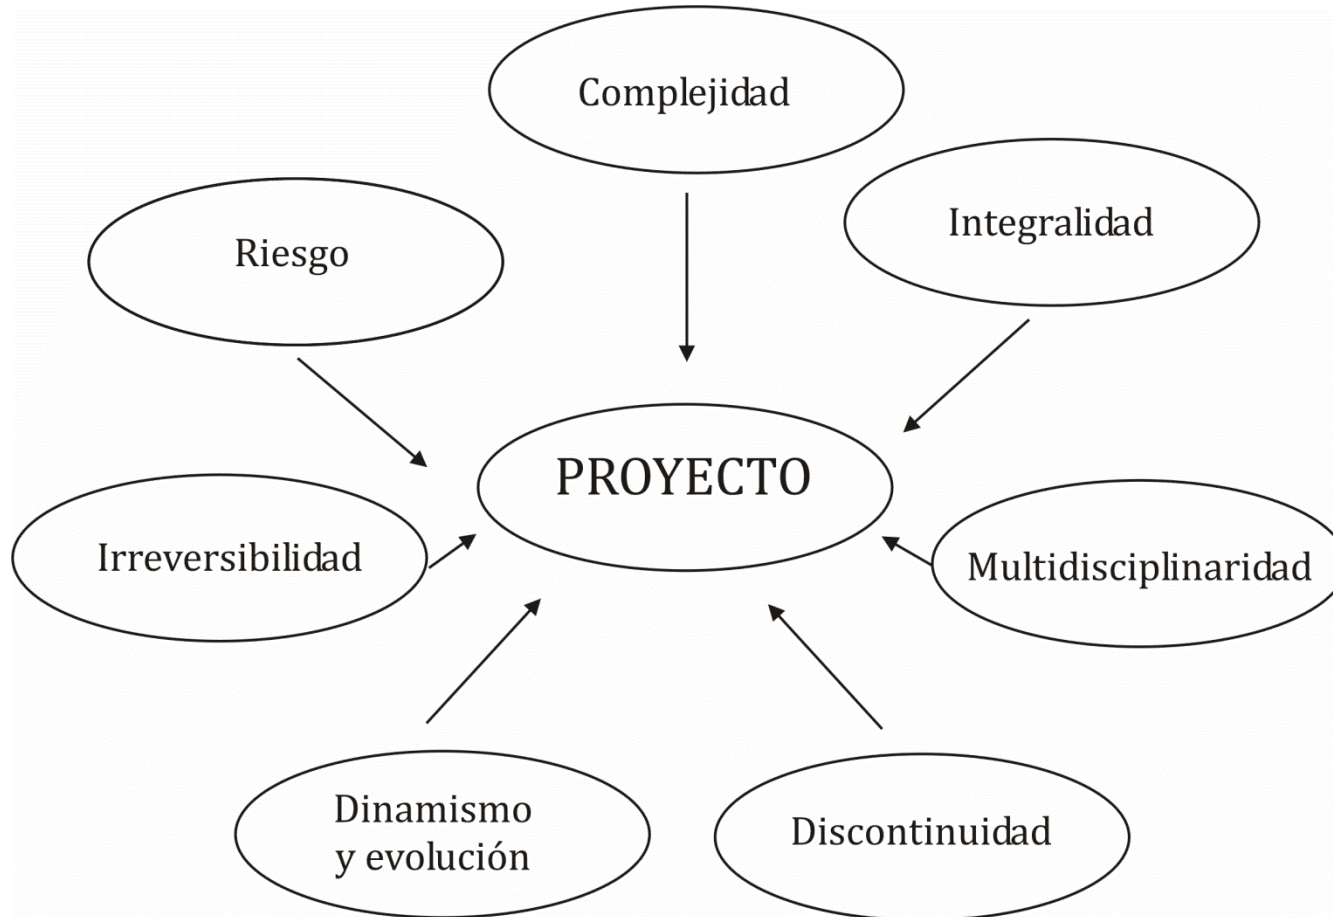 Complejidad
Integralidad
Riesgo
PROYECTO
Irreversibilidad
Multidisciplinaridad
Dinamismo
y evolución
Discontinuidad